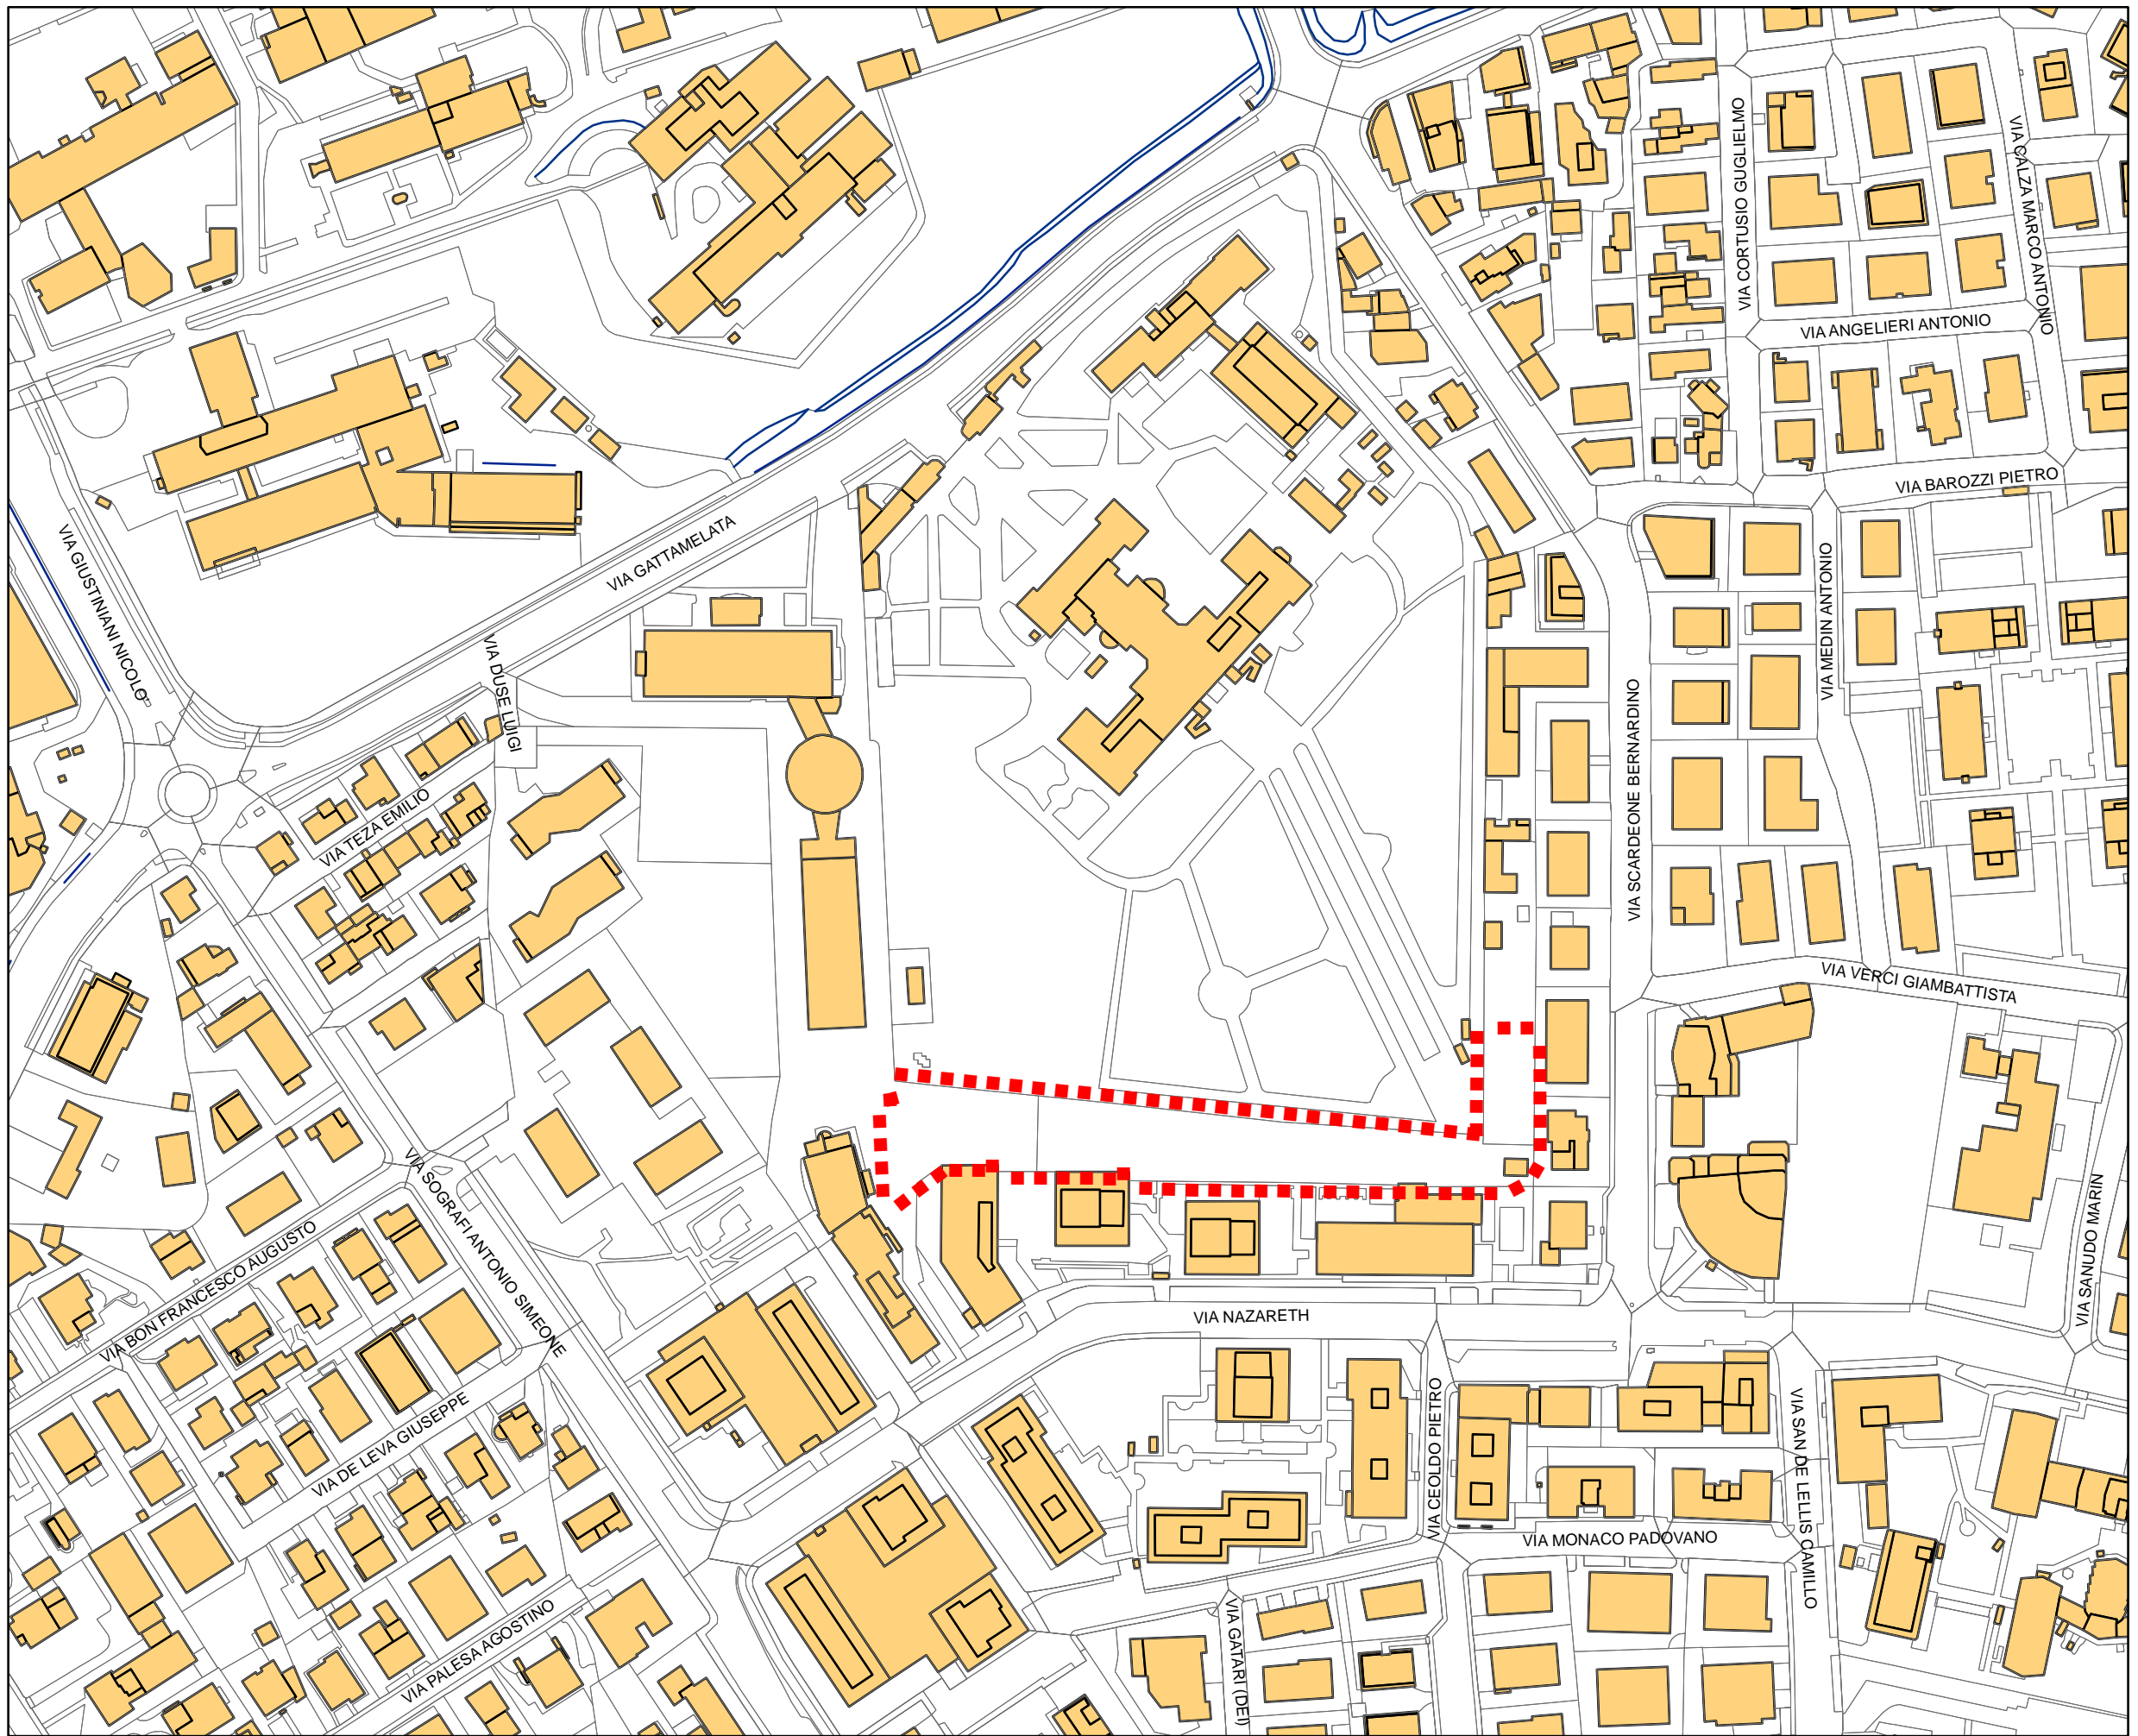 VIA CORTUSIO GUGLIELMO
VIA CALZA MARCO ANTONIO
VIA ANGELIERI ANTONIO
VIA BAROZZI PIETRO
VIA GATTAMELATA
VIA GIUSTINIANI NICOLO'
VIA DUSE LUIGI
VIA MEDIN ANTONIO
VIA SCARDEONE BERNARDINO
VIA TEZA EMILIO
VIA VERCI GIAMBATTISTA
VIA SOGRAFI ANTONIO SIMEONE
VIA BON FRANCESCO AUGUSTO
VIA SANUDO MARIN
VIA NAZARETH
VIA DE LEVA GIUSEPPE
VIA CEOLDO PIETRO
VIA SAN DE LELLIS CAMILLO
VIA MONACO PADOVANO
VIA PALESA AGOSTINO
VIA GATARI (DEI)